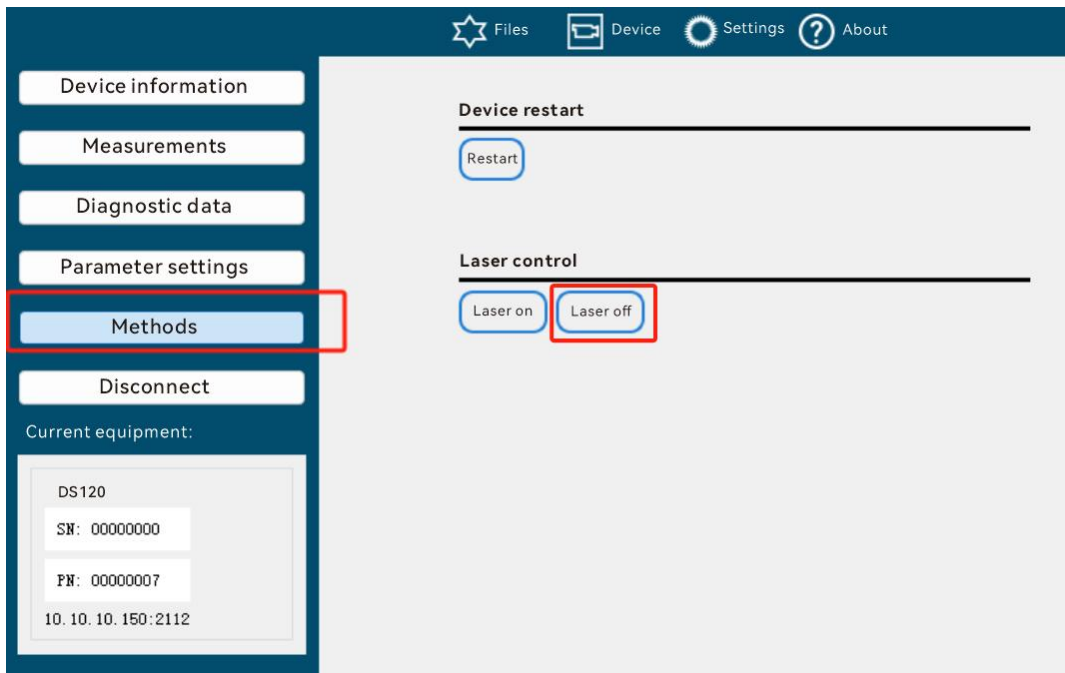 Files Device Settings About
Device information
Measurements
Diagnostic data
Parameter settings
Methods
Disconnect
Current equipment:
DS120
SN: 00000000
PN: 00000007
10.10.10.150:2112
Device restart
Restart
Laser control
Laser on Laser off